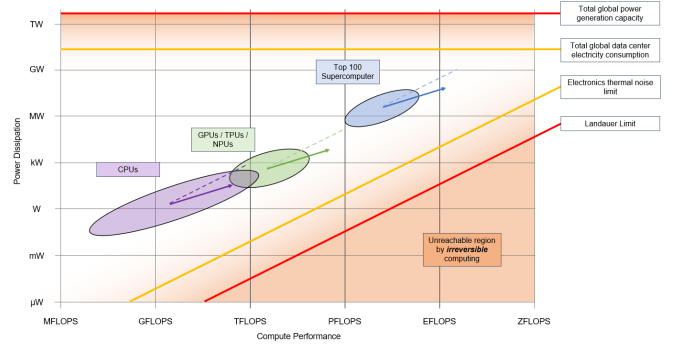 Total global power
generation capacity
TW
Total global data center
electricity consumption
GW
Top 100
Supercomputer
Electronics thermal noise
limit
MW
Landauer Limit
GPUs / TPUs /
NPUs
Power Dissipation
kW
CPUs
W
Unreachable region
by irreversible
computing
mW
μW
MFLOPS
GFLOPS
TFLOPS
PFLOPS
EFLOPS
ZFLOPS
Compute Performance